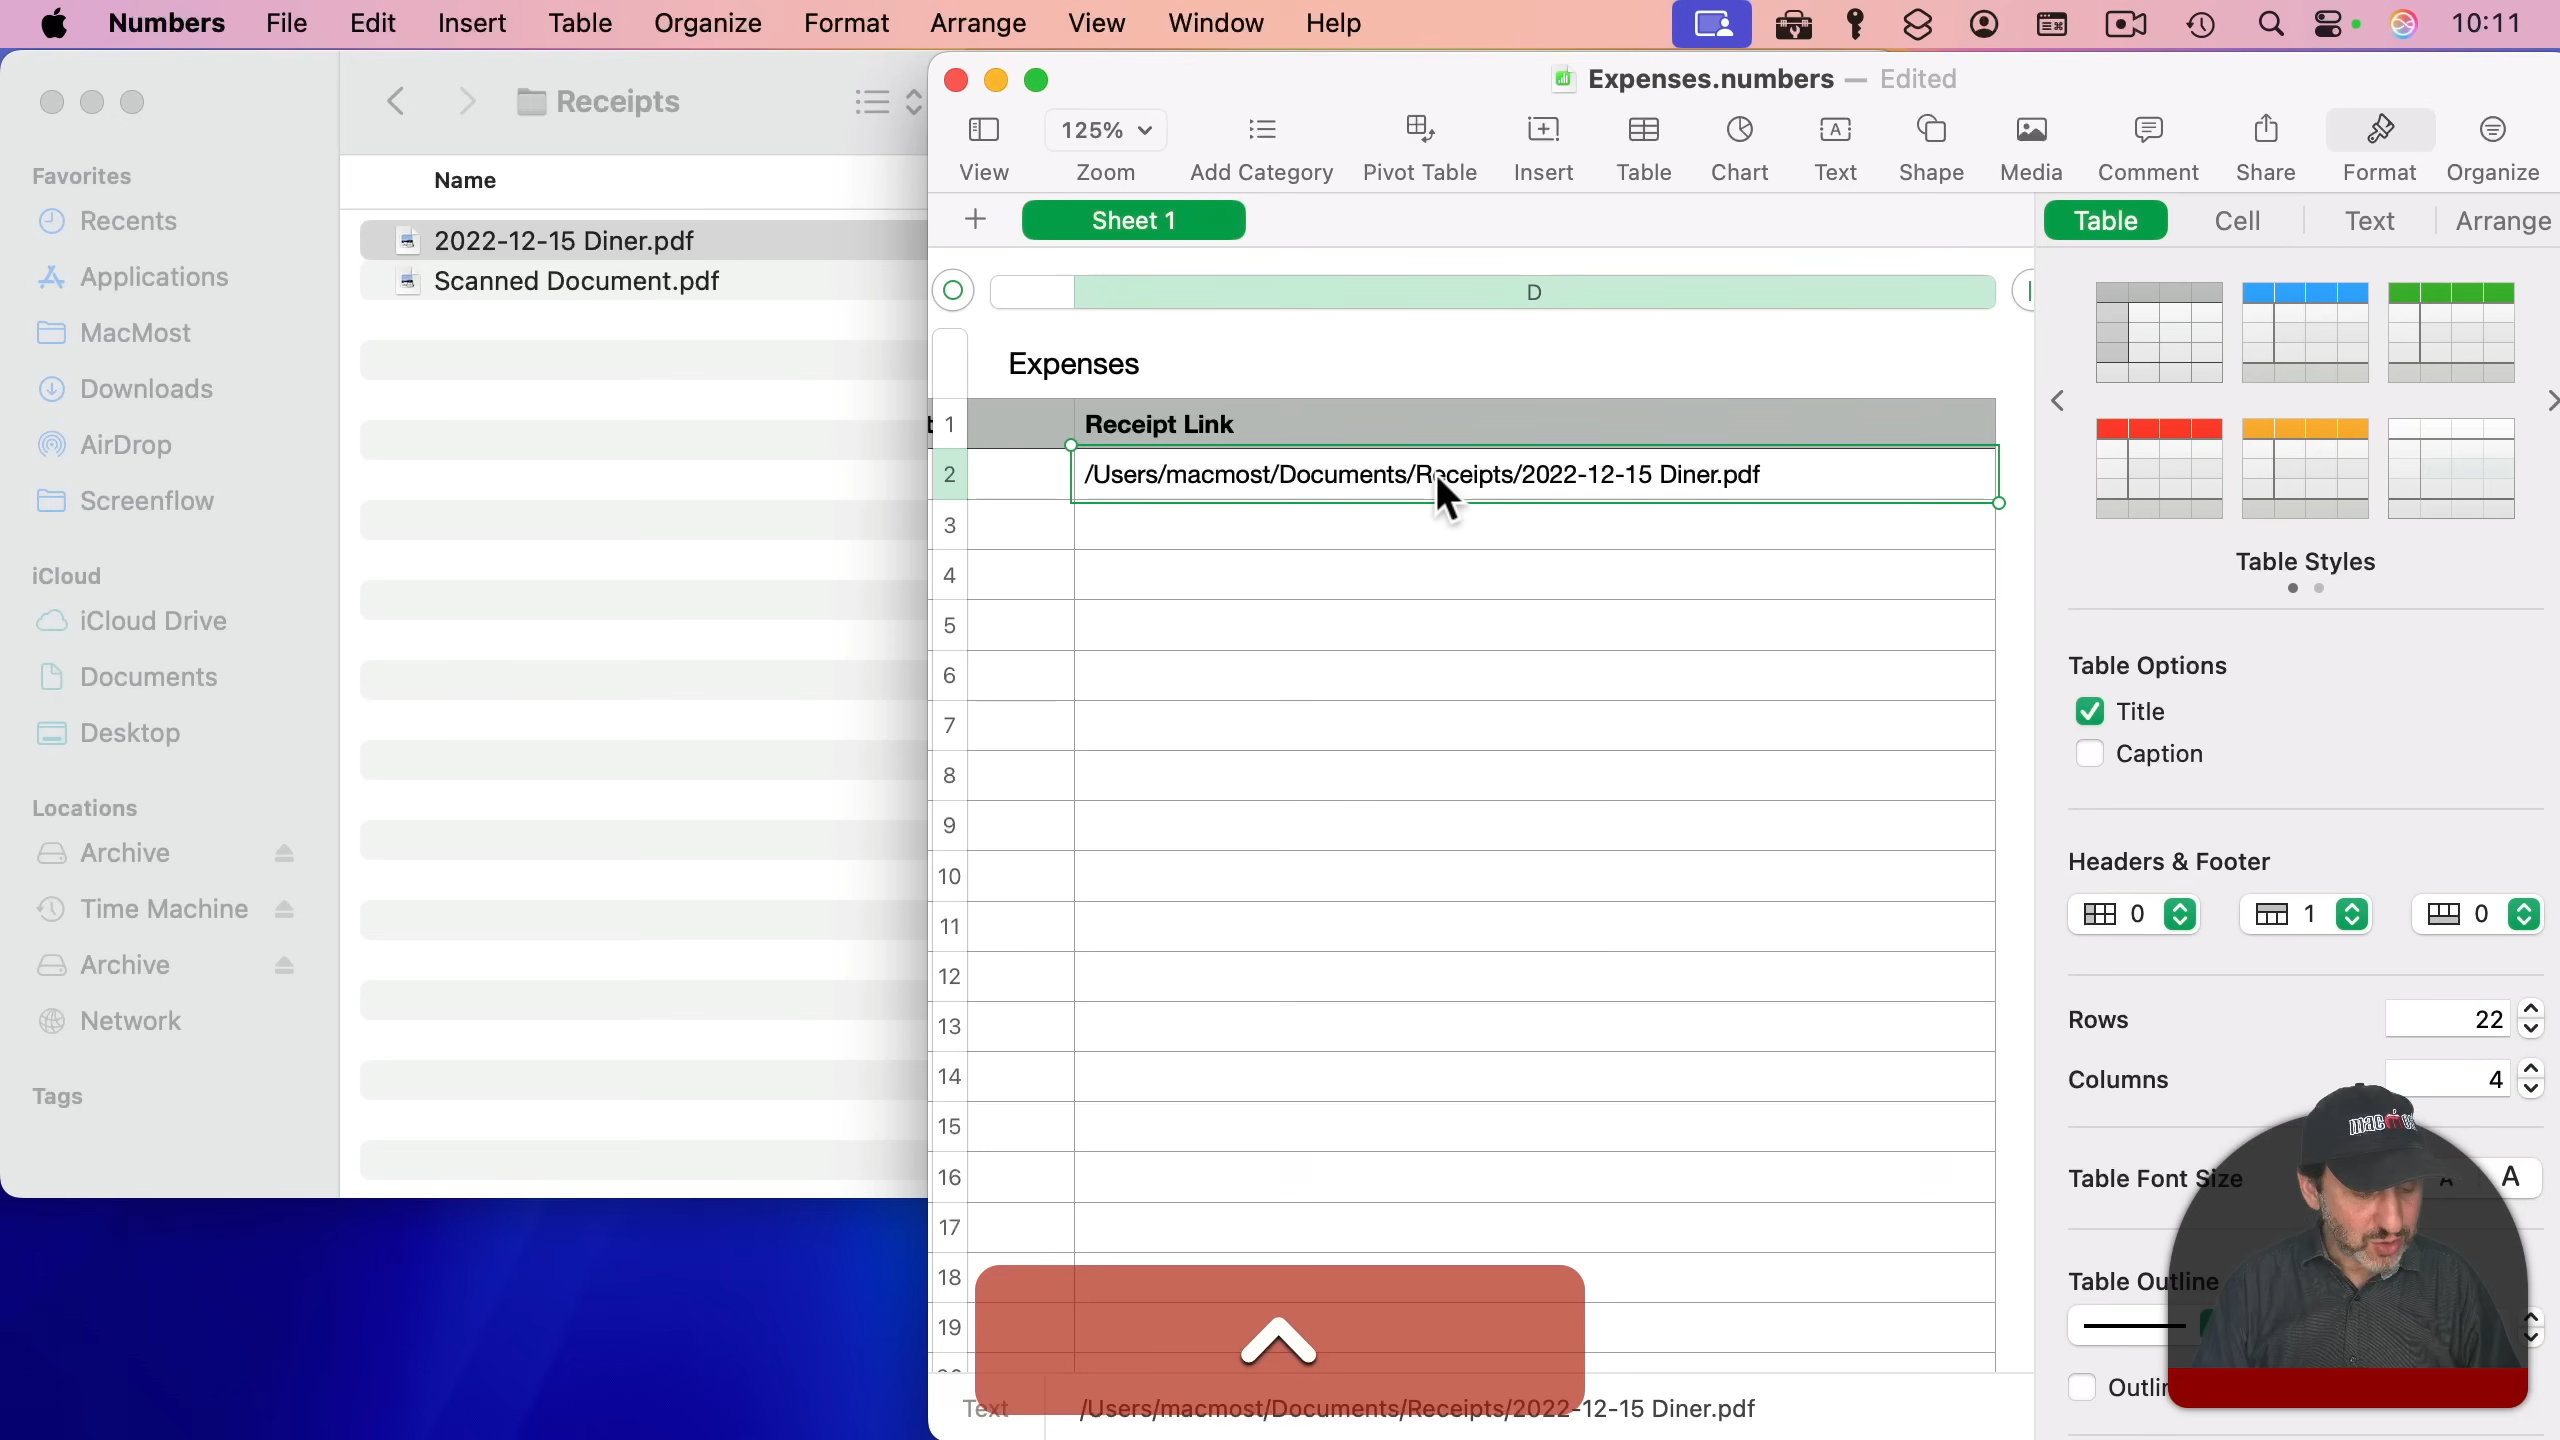 Numbers File Edit Insert Table Organize Format Arrange View Window Help 10:11
Receipts
Favorites
Recents
Applications
MacMost
Downloads
AirDrop
Screenflow
iCloud
iCloud Drive
Documents
Desktop
Locations
Archive
Time Machine
Archive
Network
Tags
Name
2022-12-15 Diner.pdf
Scanned Document.pdf
Expenses.numbers — Edited
125%
View Zoom Add Category Pivot Table Insert Table Chart Text Shape Media Comment Share Format Organize
Sheet 1
D
Expenses
1 Receipt Link
2 /Users/macmost/Documents/Receipts/2022-12-15 Diner.pdf
3
4
5
6
7
8
9
10
11
12
13
14
15
16
17
18
19
Text /Users/macmost/Documents/Receipts/2022-12-15 Diner.pdf
Table Cell Text Arrange
Table Styles
Table Options
Title
Caption
Headers & Footer
0 1 0
Rows 22
Columns 4
Table Font Size A A
Table Outline